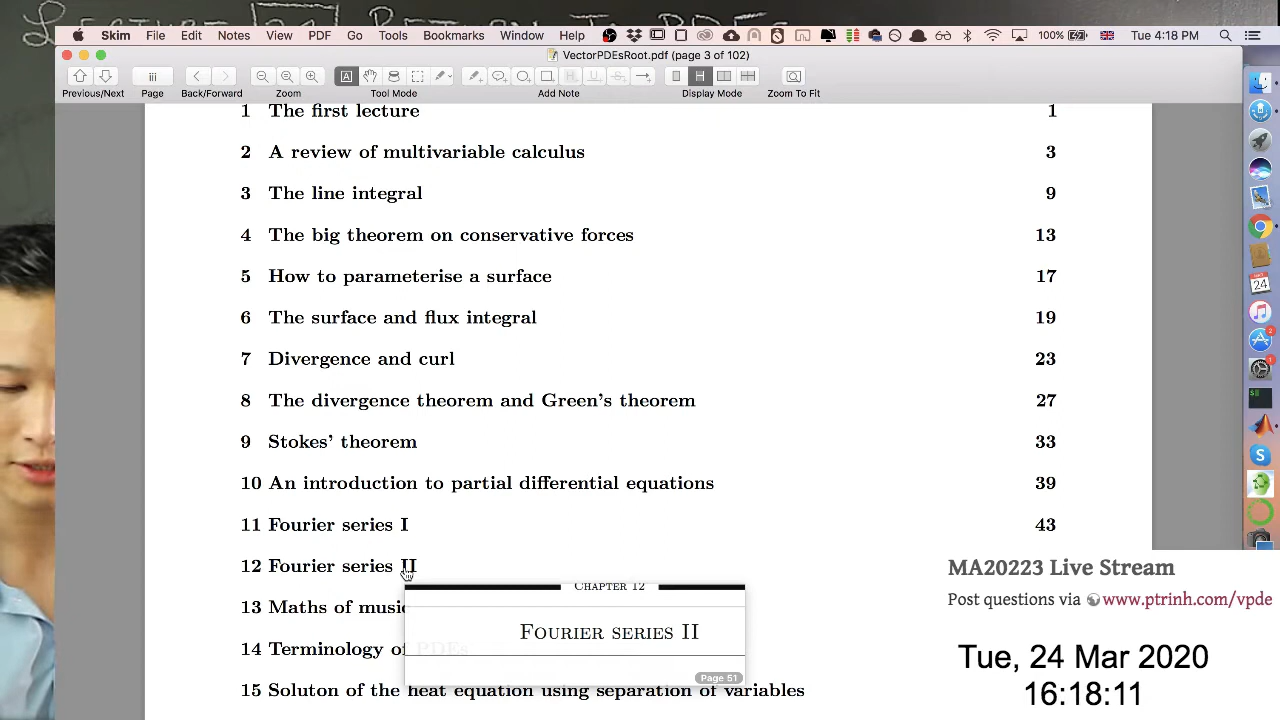 LECTURE 24 RETURN TO PDEs
Skim File Edit Notes View PDF Go Tools Bookmarks Window Help 100% Tue 4:18 PM
VectorPDEsRoot.pdf (page 3 of 102)
iii
Previous/Next Page Back/Forward Zoom Tool Mode Add Note Display Mode Zoom To Fit
1 The first lecture 1
2 A review of multivariable calculus 3
3 The line integral 9
4 The big theorem on conservative forces 13
5 How to parameterise a surface 17
6 The surface and flux integral 19
7 Divergence and curl 23
8 The divergence theorem and Green's theorem 27
9 Stokes' theorem 33
10 An introduction to partial differential equations 39
11 Fourier series I 43
12 Fourier series II
CHAPTER 12
13 Maths of music
FOURIER SERIES II
14 Terminology of PDEs
Page 51
15 Soluton of the heat equation using separation of variables
MA20223 Live Stream
Post questions via www.ptrinh.com/vpde
Tue, 24 Mar 2020
16:18:11